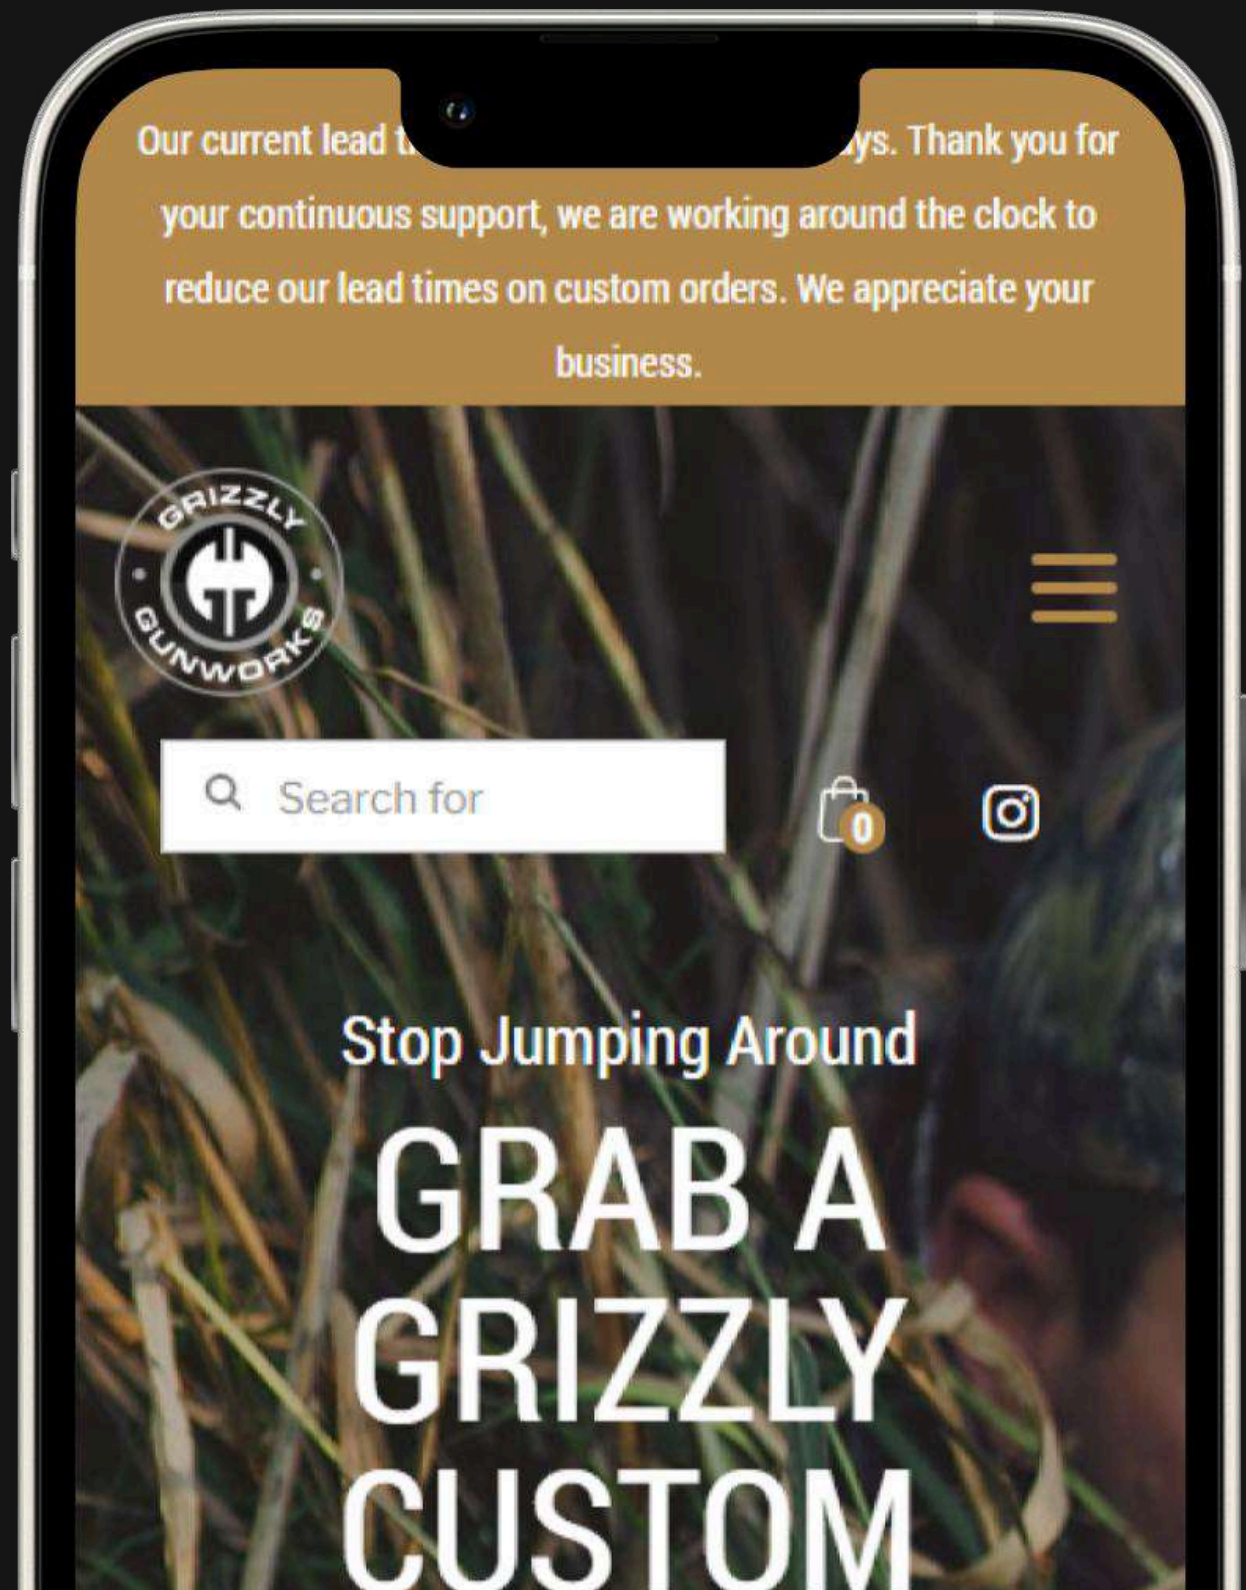 Our current lead
. Thank you for
your continuous support, we are working around the clock to
reduce our lead times on custom orders. We appreciate your
business.
GRIZZLY
GUNWORKS
Search for
0
Stop Jumping Around
GRAB A
GRIZZLY
CUSTOM